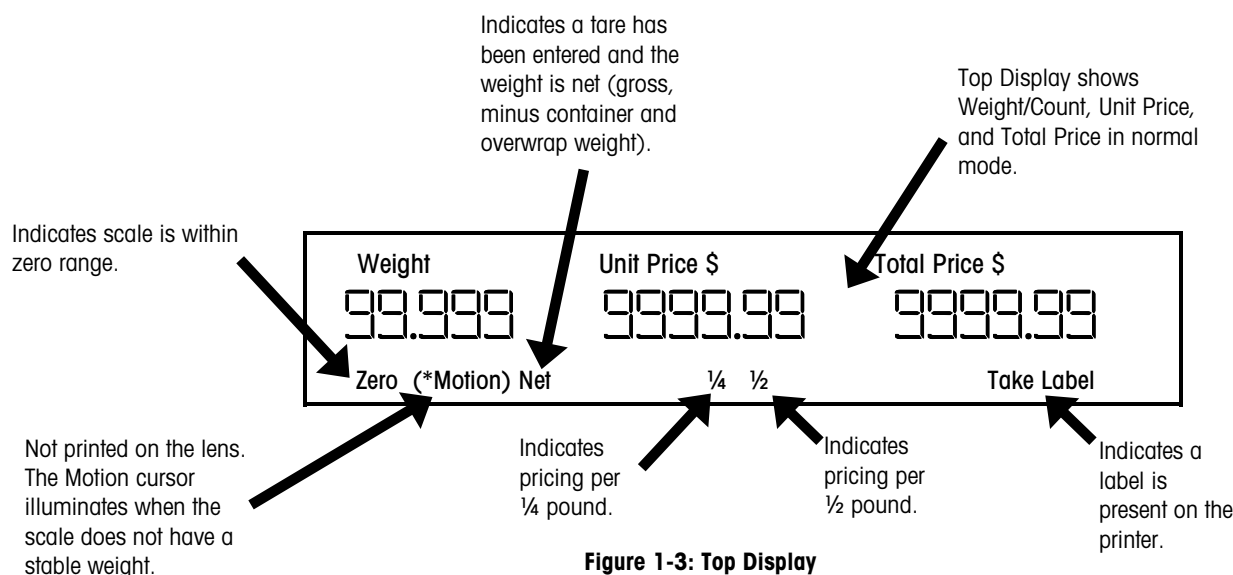 Indicates a tare has
been entered and the
weight is net (gross,
minus container and
overwrap weight).
Top Display shows
Weight/Count, Unit Price,
and Total Price in normal
mode.
Indicates scale is within
zero range.
Weight Unit Price $ Total Price $
99.999 9999.99 9999.99
Zero (*Motion) Net ¼ ½ Take Label
Not printed on the lens.
The Motion cursor
illuminates when the
scale does not have a
stable weight.
Indicates
pricing per
¼ pound.
Indicates
pricing per
½ pound.
Indicates a
label is
present on the
printer.
Figure 1-3: Top Display